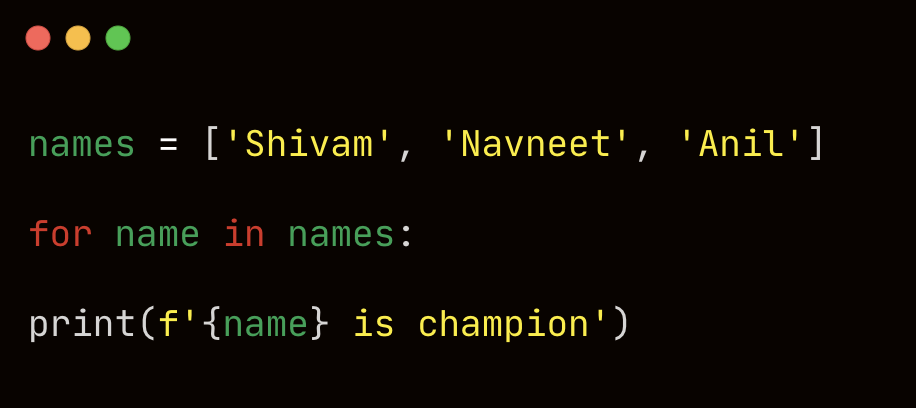 names = ['Shivam', 'Navneet', 'Anil']
for name in names:
print(f'{name} is champion')